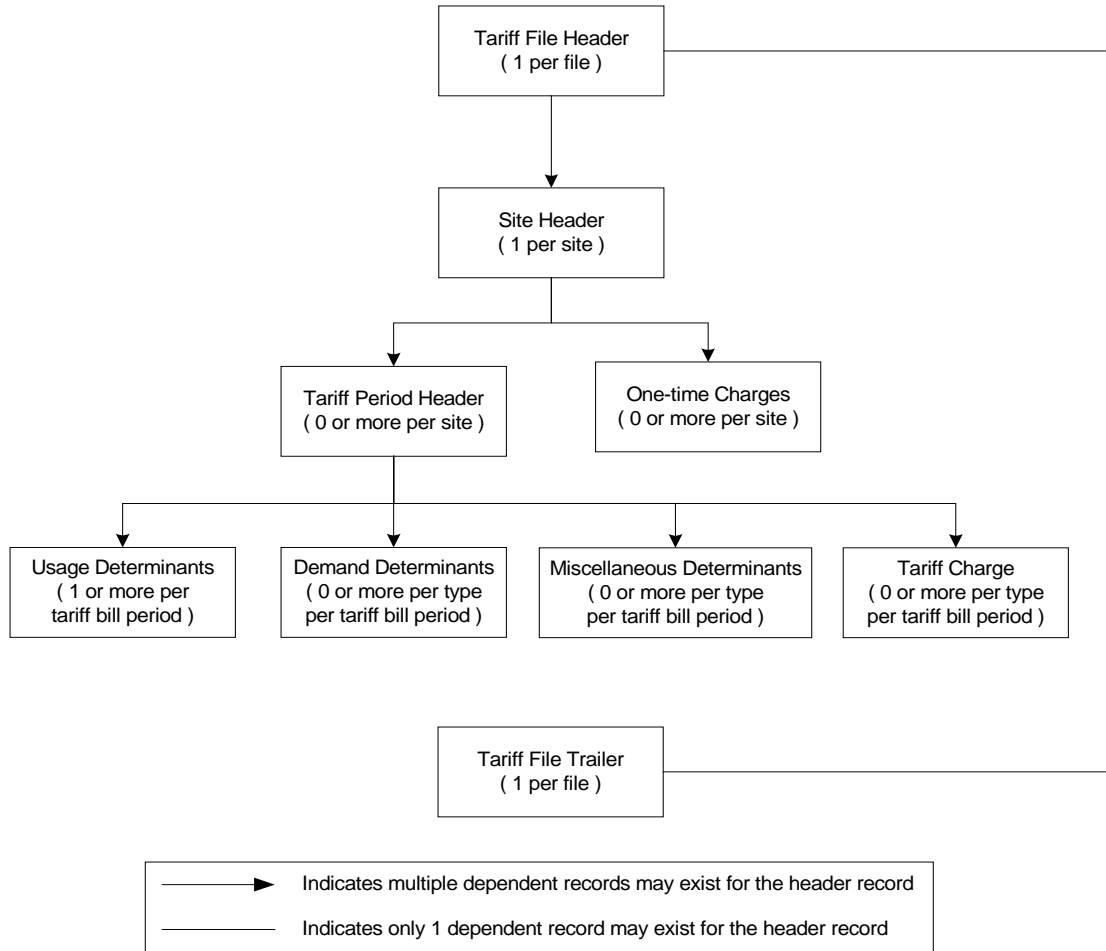 Tariff File Header
( 1 per file )
Site Header
( 1 per site )
Tariff Period Header
( 0 or more per site )
One-time Charges
( 0 or more per site )
Usage Determinants
( 1 or more per
tariff bill period )
Demand Determinants
( 0 or more per type
per tariff bill period )
Miscellaneous Determinants
( 0 or more per type
per tariff bill period )
Tariff Charge
( 0 or more per type
per tariff bill period )
Tariff File Trailer
( 1 per file )
Indicates multiple dependent records may exist for the header record
Indicates only 1 dependent record may exist for the header record